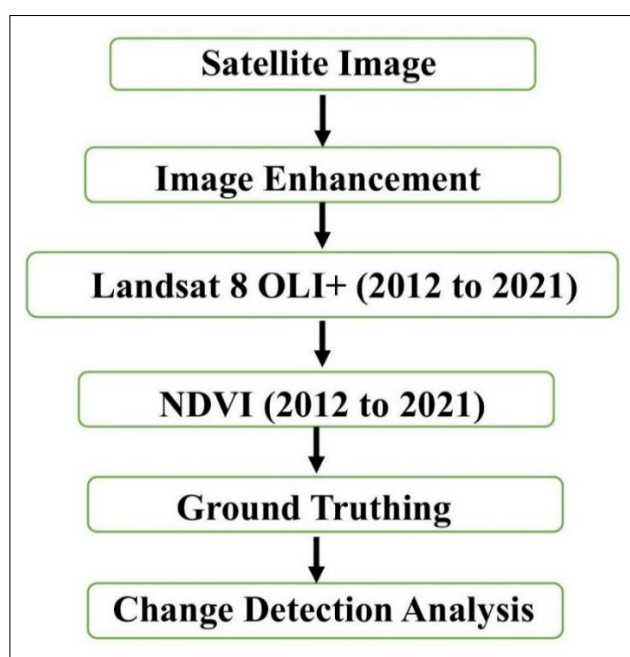 Satellite Image
Image Enhancement
Landsat 8 OLI+ (2012 to 2021)
NDVI (2012 to 2021)
Ground Truthing
Change Detection Analysis